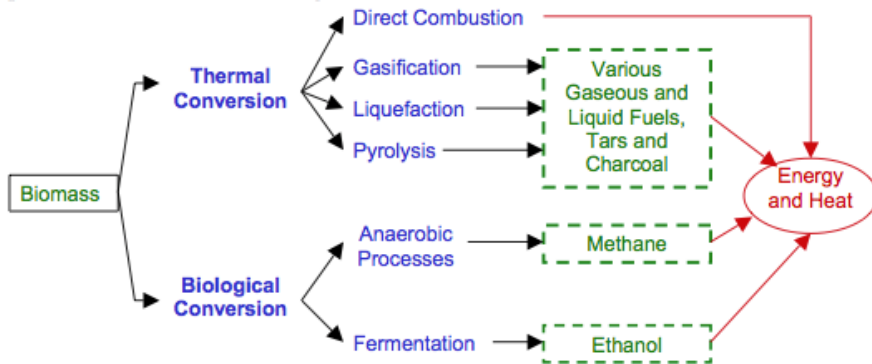 Direct Combustion
Thermal
Conversion
Gasification
Liquefaction
Pyrolysis
Various
Gaseous and
Liquid Fuels,
Tars and
Charcoal
Biomass
Energy
and Heat
Anaerobic
Processes
Methane
Biological
Conversion
Fermentation
Ethanol